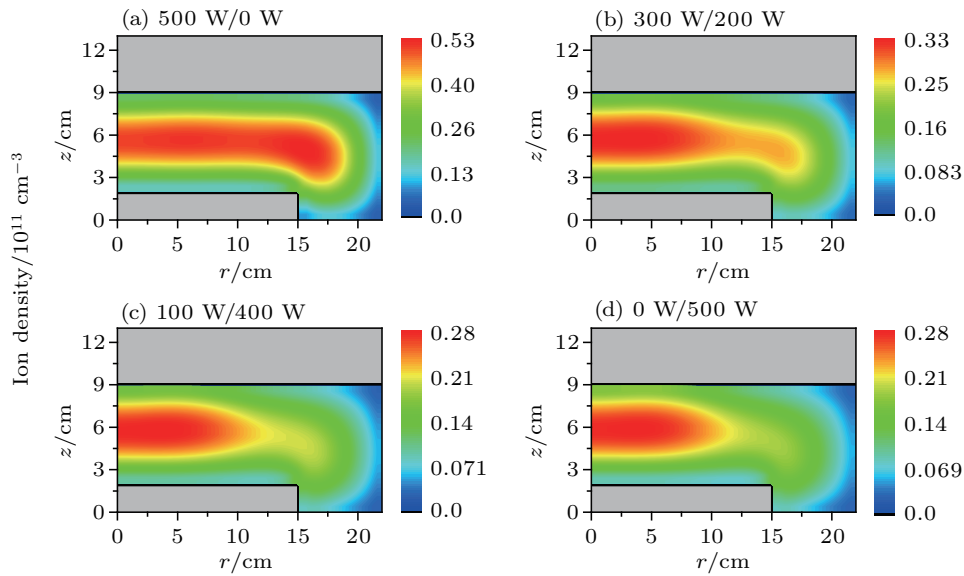 Ion density/10¹¹ cm⁻³
(a) 500 W/0 W
z/cm
12
9
6
3
0
0 5 10 15 20
r/cm
0.53
0.40
0.26
0.13
0.0
(b) 300 W/200 W
z/cm
12
9
6
3
0
0 5 10 15 20
r/cm
0.33
0.25
0.16
0.083
0.0
(c) 100 W/400 W
z/cm
12
9
6
3
0
0 5 10 15 20
r/cm
0.28
0.21
0.14
0.071
0.0
(d) 0 W/500 W
z/cm
12
9
6
3
0
0 5 10 15 20
r/cm
0.28
0.21
0.14
0.069
0.0